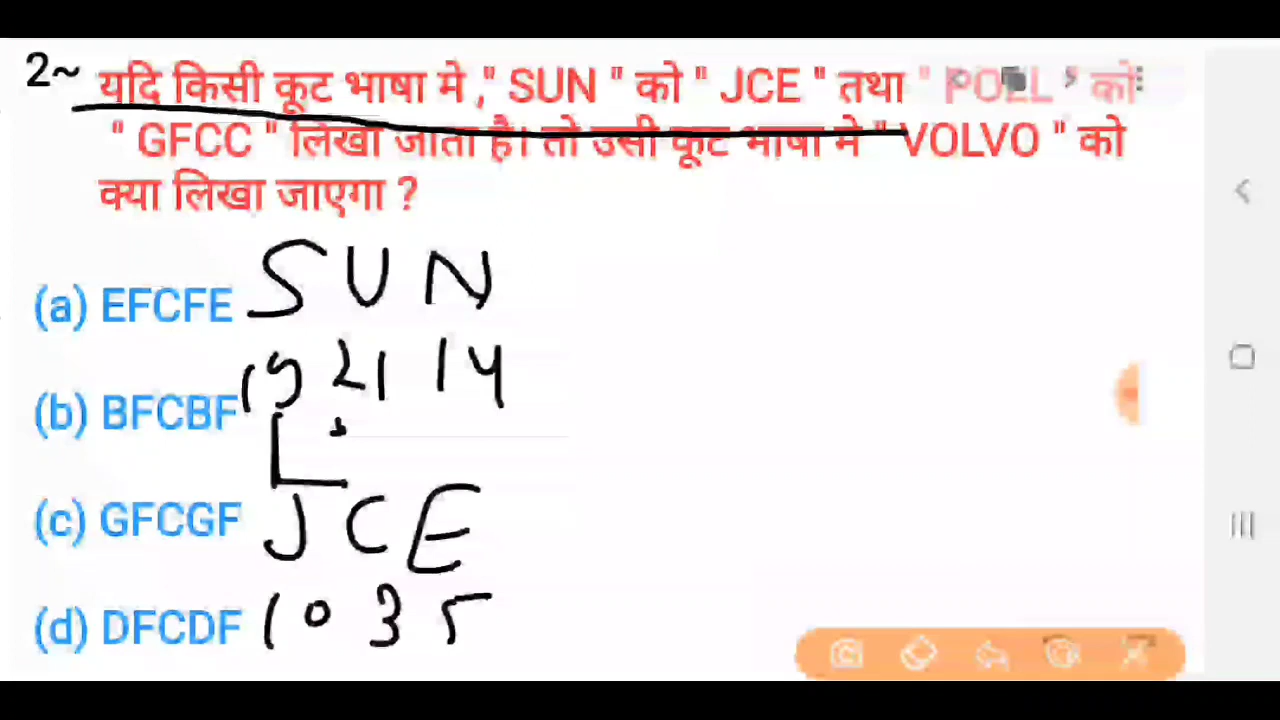 2~ यदि किसी कूट भाषा मे ," SUN " को " JCE " तथा " POLL " को
" GFCC " लिखा जाता है। तो उसी कूट भाषा मे " VOLVO " को
क्या लिखा जाएगा ?
SUN
(a) EFCFE
19 21 14
(b) BFCBF
JCE
(c) GFCGF
10 3 5
(d) DFCDF